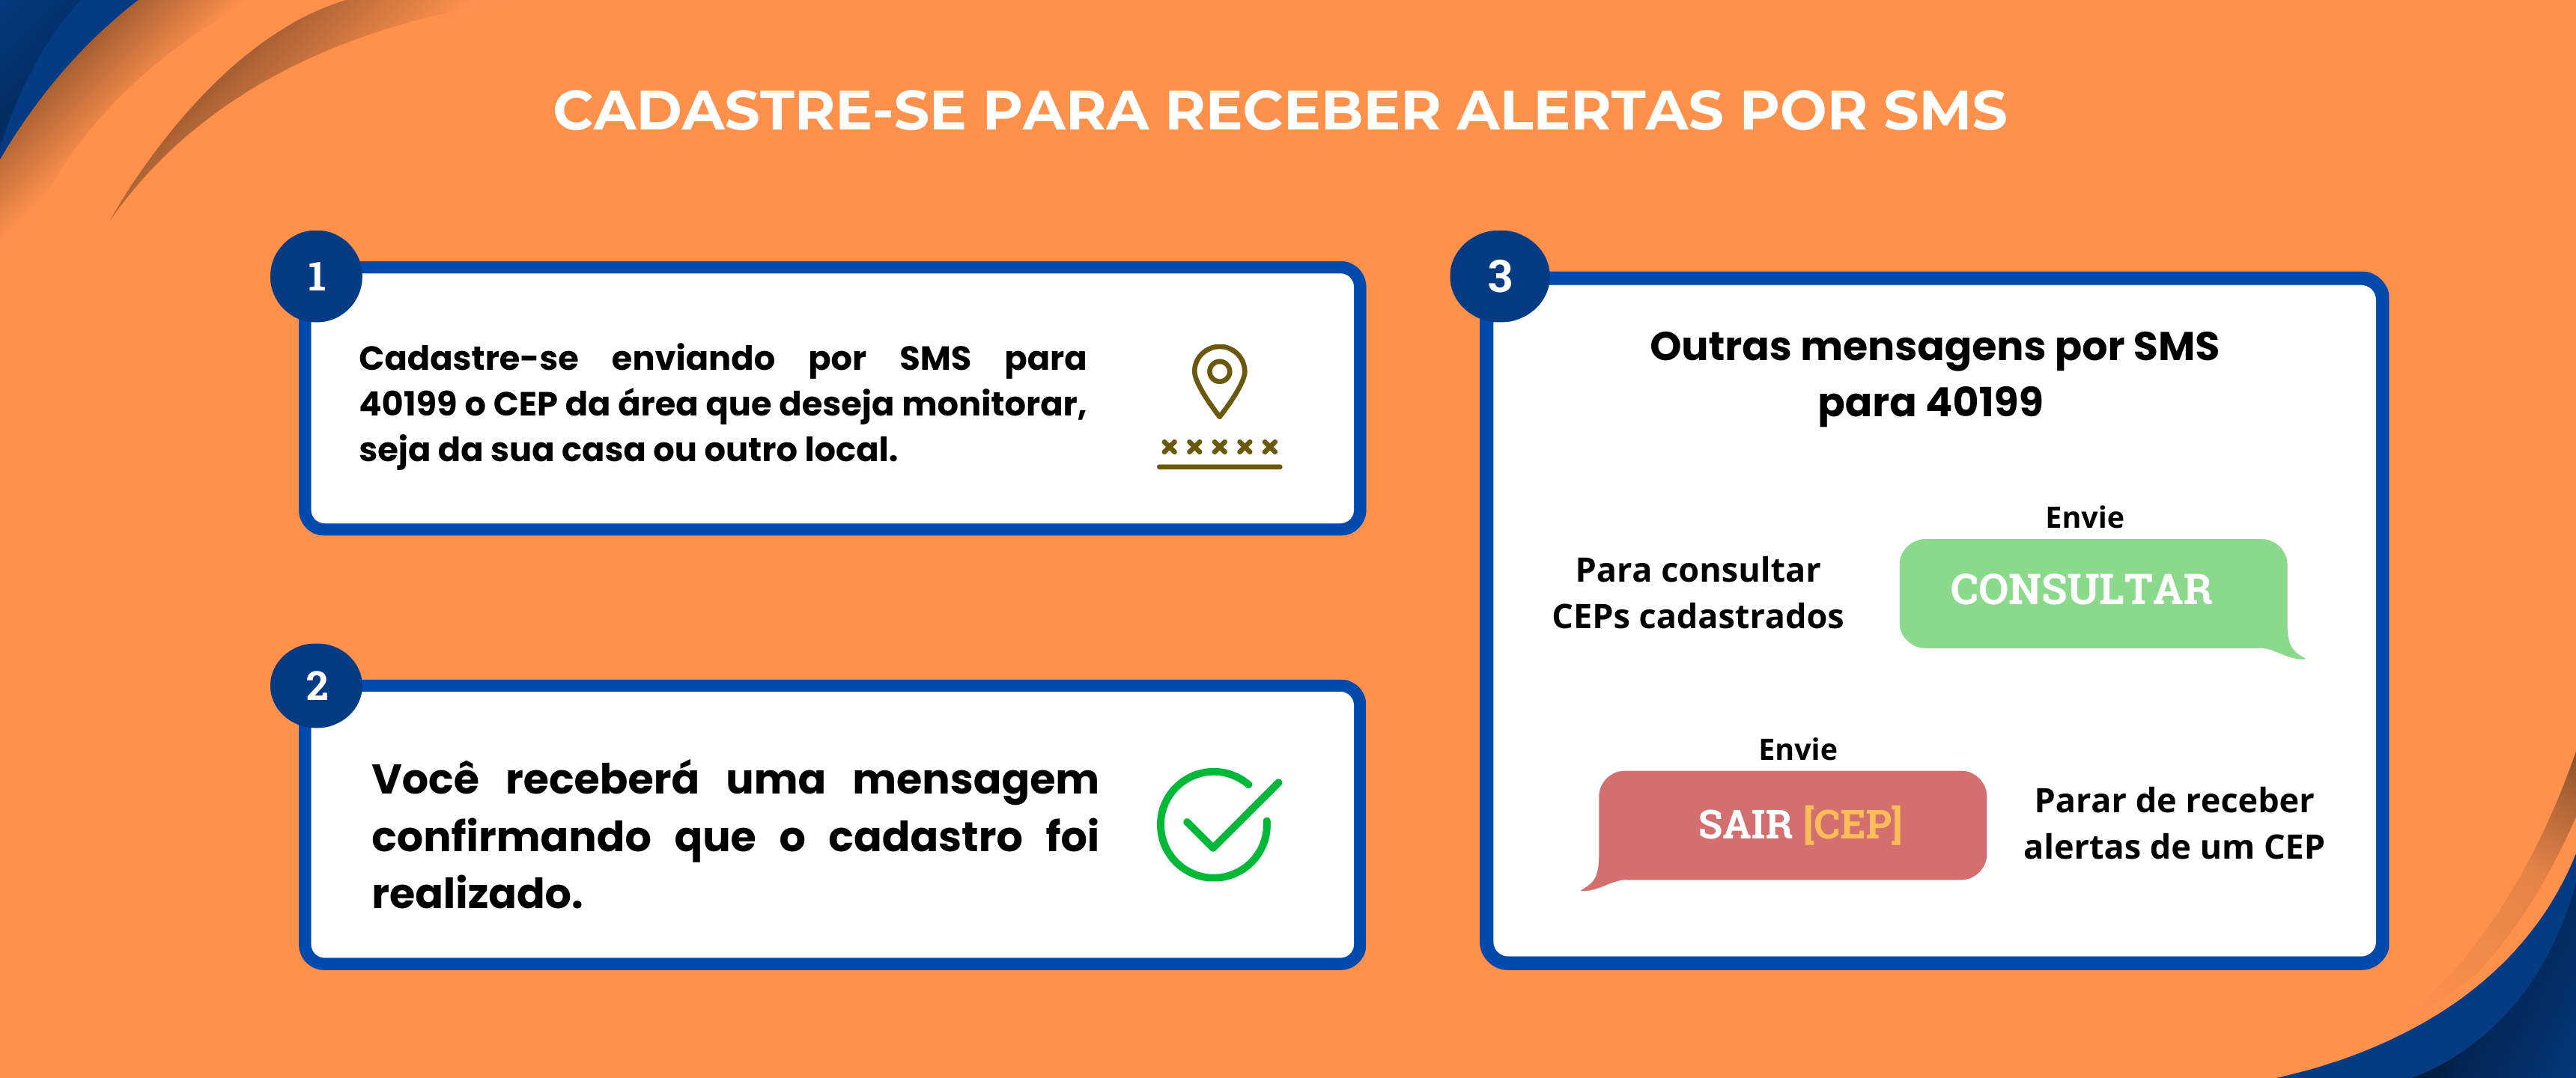 CADASTRE-SE PARA RECEBER ALERTAS POR SMS
1
Cadastre-se enviando por SMS para
40199 o CEP da área que deseja monitorar,
seja da sua casa ou outro local.
2
Você receberá uma mensagem
confirmando que o cadastro foi
realizado.
3
Outras mensagens por SMS
para 40199
Para consultar
CEPs cadastrados
Envie
CONSULTAR
Envie
SAIR [CEP]
Parar de receber
alertas de um CEP